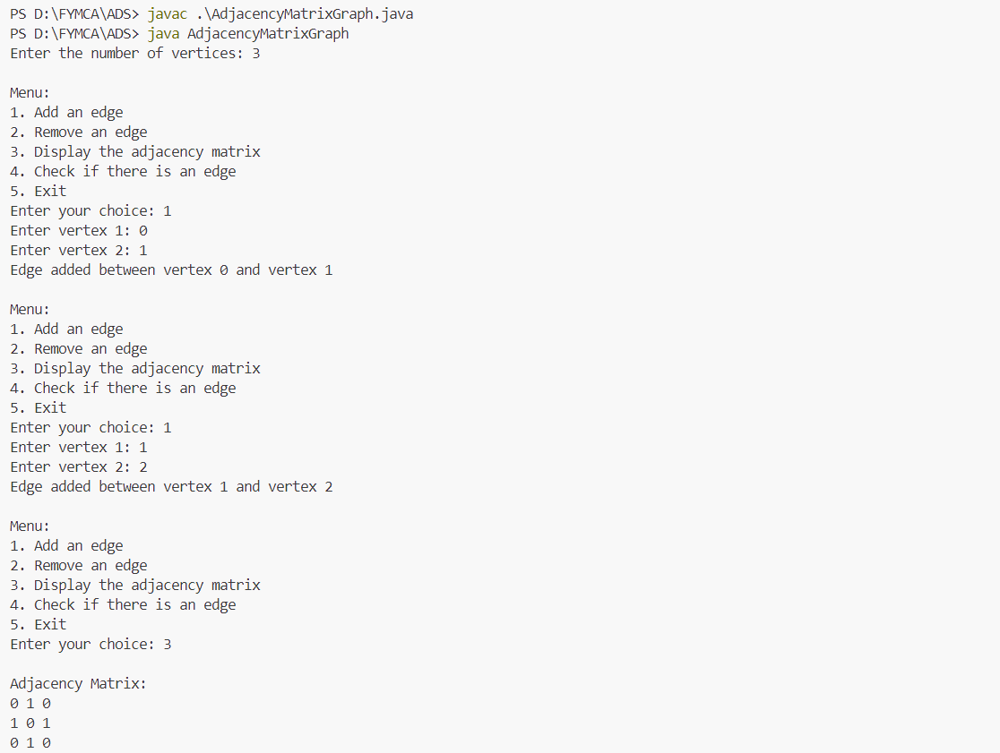 PS D:\FYMCA\ADS> javac .\AdjacencyMatrixGraph.java
PS D:\FYMCA\ADS> java AdjacencyMatrixGraph
Enter the number of vertices: 3

Menu:
1. Add an edge
2. Remove an edge
3. Display the adjacency matrix
4. Check if there is an edge
5. Exit
Enter your choice: 1
Enter vertex 1: 0
Enter vertex 2: 1
Edge added between vertex 0 and vertex 1

Menu:
1. Add an edge
2. Remove an edge
3. Display the adjacency matrix
4. Check if there is an edge
5. Exit
Enter your choice: 1
Enter vertex 1: 1
Enter vertex 2: 2
Edge added between vertex 1 and vertex 2

Menu:
1. Add an edge
2. Remove an edge
3. Display the adjacency matrix
4. Check if there is an edge
5. Exit
Enter your choice: 3

Adjacency Matrix:
0 1 0
1 0 1
0 1 0